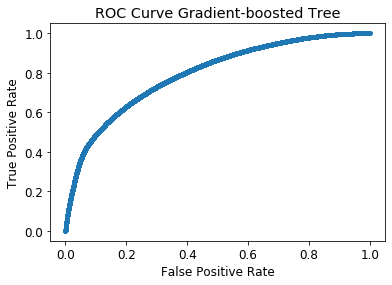 ROC Curve Gradient-boosted Tree
1.0
0.8
0.6
0.4
0.2
0.0
True Positive Rate
0.0 0.2 0.4 0.6 0.8 1.0
False Positive Rate